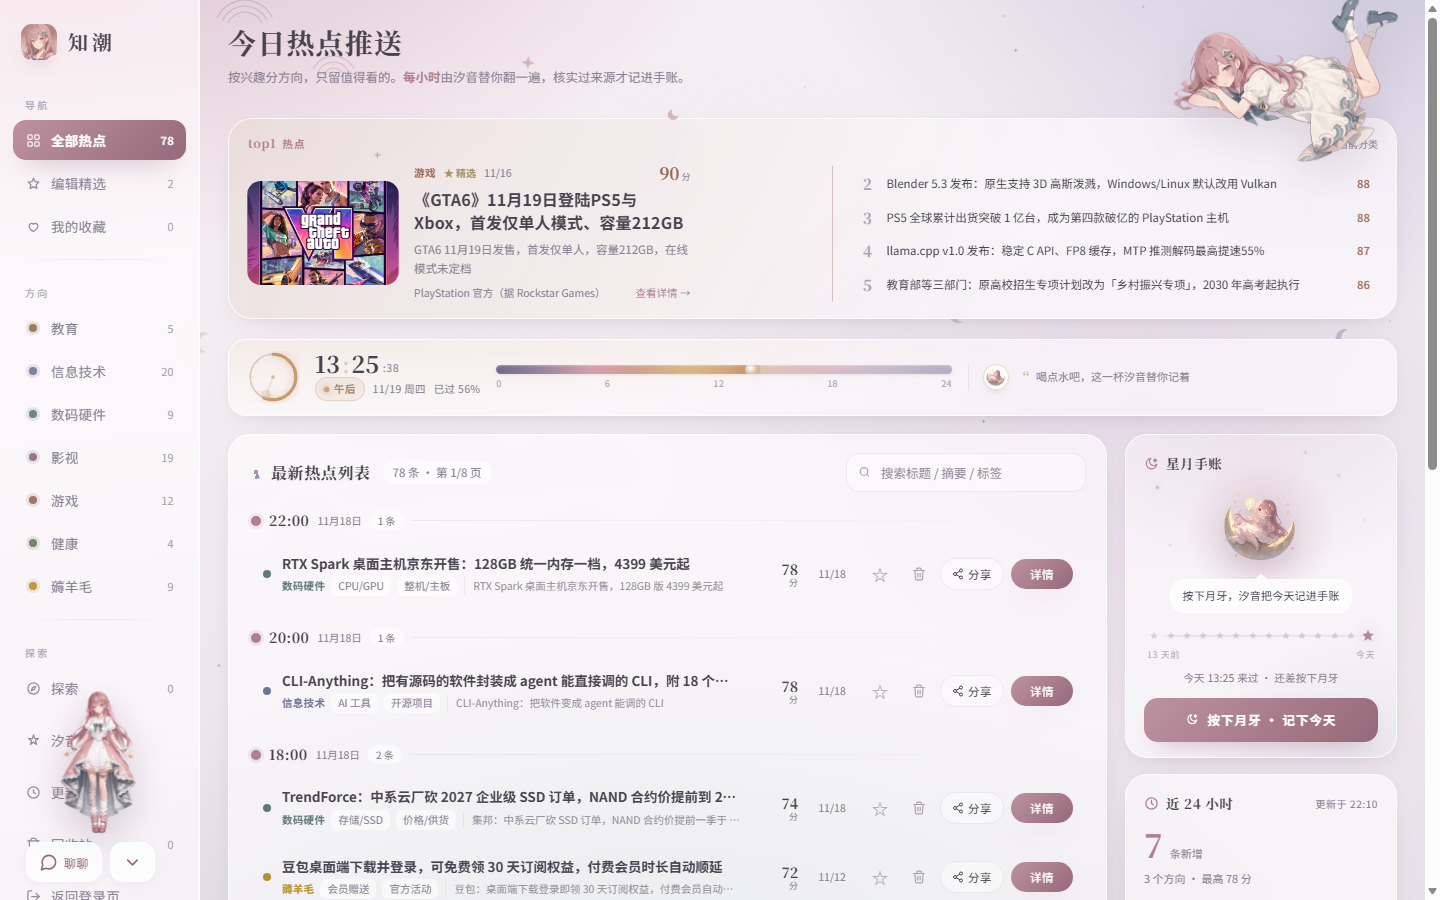 知潮
导航
全部热点 78
编辑精选 2
我的收藏 0
方向
教育 5
信息技术 20
数码硬件 9
影视 19
游戏 12
健康 4
薅羊毛 9
探索
探索 0
汐
更
0
聊聊
返回登录页
今日热点推送
按兴趣分方向，只留值得看的。每小时由汐音替你翻一遍，核实过来源才记进手账。
top1 热点
分类
grand theft auto VI
游戏 ★精选 11/16 90分
《GTA6》11月19日登陆PS5与
Xbox，首发仅单人模式、容量212GB
GTA6 11月19日发售，首发仅单人，容量212GB，在线
模式未定档
PlayStation 官方（据 Rockstar Games） 查看详情 →
2 Blender 5.3 发布：原生支持 3D 高斯泼溅，Windows/Linux 默认改用 Vulkan 88
3 PS5 全球累计出货突破 1 亿台，成为第四款破亿的 PlayStation 主机 88
4 llama.cpp v1.0 发布：稳定 C API、FP8 缓存，MTP 推测解码最高提速55% 87
5 教育部等三部门：原高校招生专项计划改为「乡村振兴专项」，2030 年高考起执行 86
13:25:38
午后 11/19 周四 已过 56%
0 6 12 18 24
“ 喝点水吧，这一杯汐音替你记着
最新热点列表 78 条 · 第 1/8 页
搜索标题 / 摘要 / 标签
22:00 11月18日 1 条
RTX Spark 桌面主机京东开售：128GB 统一内存一档，4399 美元起
数码硬件 CPU/GPU 整机/主板 RTX Spark 桌面主机京东开售，128GB 版 4399 美元起
78分 11/18 分享 详情
20:00 11月18日 1 条
CLI-Anything：把有源码的软件封装成 agent 能直接调的 CLI，附 18 个…
信息技术 AI 工具 开源项目 CLI-Anything：把软件变成 agent 能调的 CLI
78分 11/18 分享 详情
18:00 11月18日 2 条
TrendForce：中系云厂砍 2027 企业级 SSD 订单，NAND 合约价提前到 2…
数码硬件 存储/SSD 价格/供货 集邦：中系云厂砍 SSD 订单，NAND 合约价提前一季于 …
74分 11/18 分享 详情
豆包桌面端下载并登录，可免费领 30 天订阅权益，付费会员时长自动顺延
薅羊毛 会员赠送 官方活动 豆包：桌面端下载登录即领 30 天订阅权益，付费会员自动…
72分 11/12 分享 详情
星月手账
按下月牙，汐音把今天记进手账
13 天前 今天
今天 13:25 来过 · 还差按下月牙
按下月牙 · 记下今天
近 24 小时 更新于 22:10
7 条新增
3 个方向 · 最高 78 分